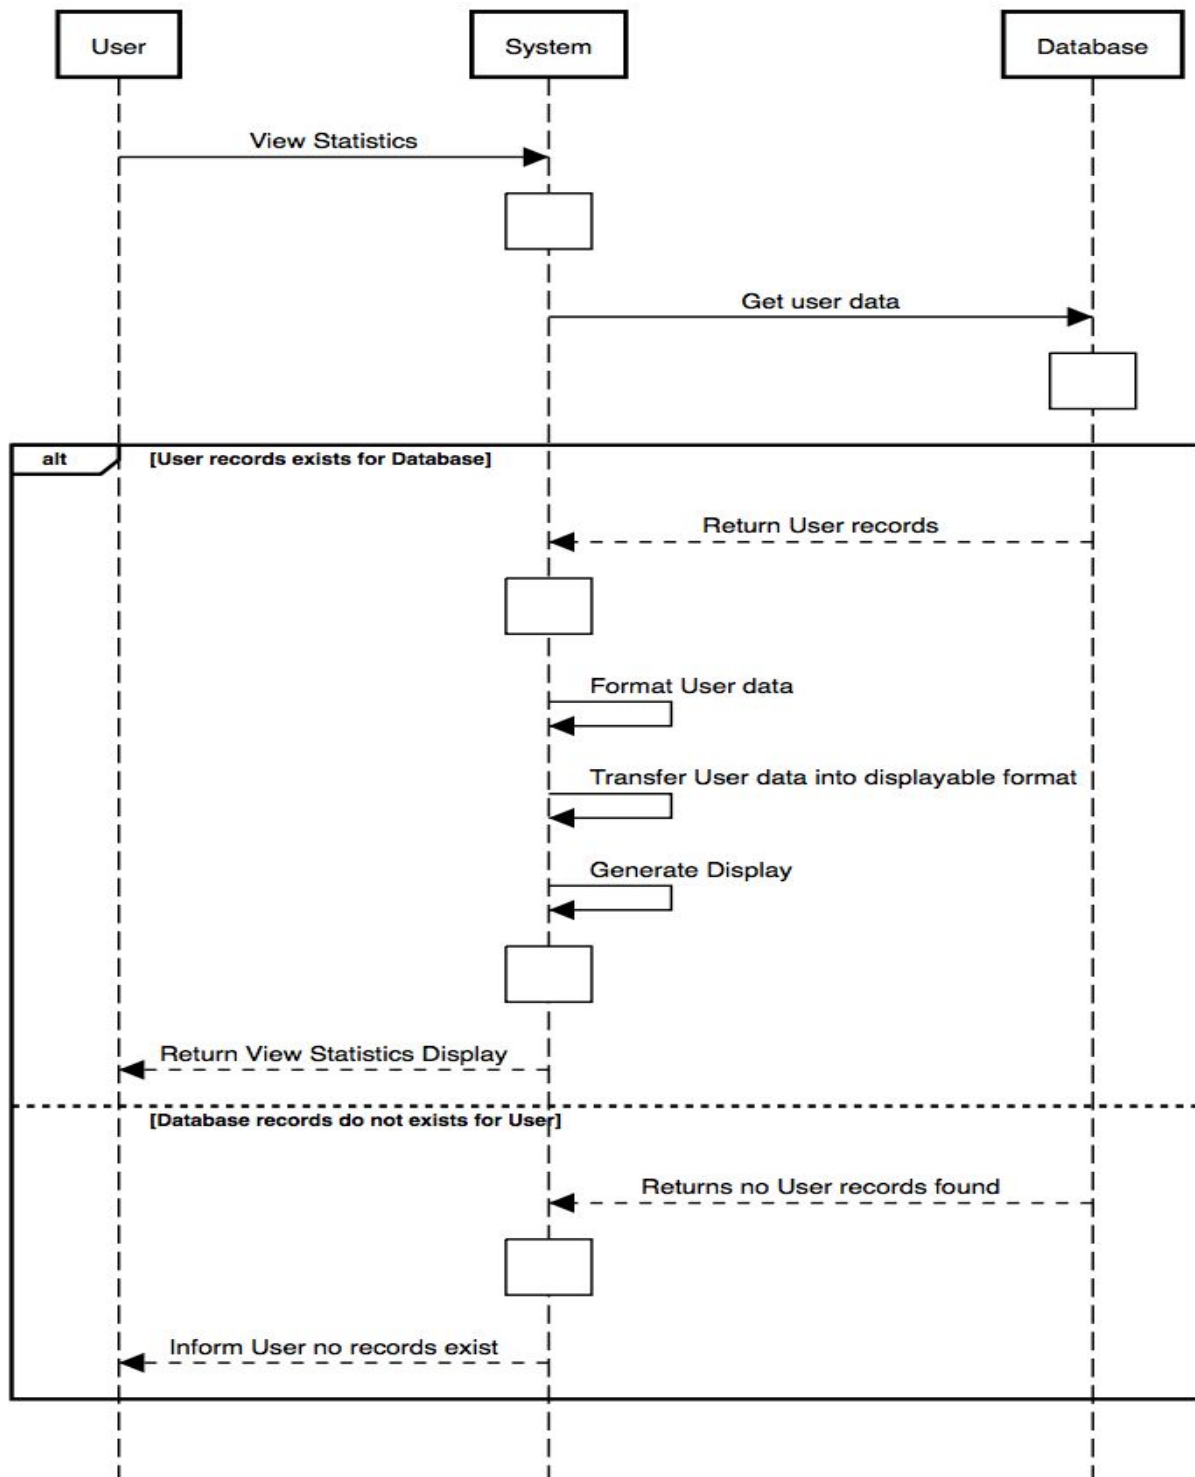 User
System
Database
View Statistics
Get user data
alt
[User records exists for Database]
Return User records
Format User data
Transfer User data into displayable format
Generate Display
Return View Statistics Display
[Database records do not exists for User]
Returns no User records found
Inform User no records exist